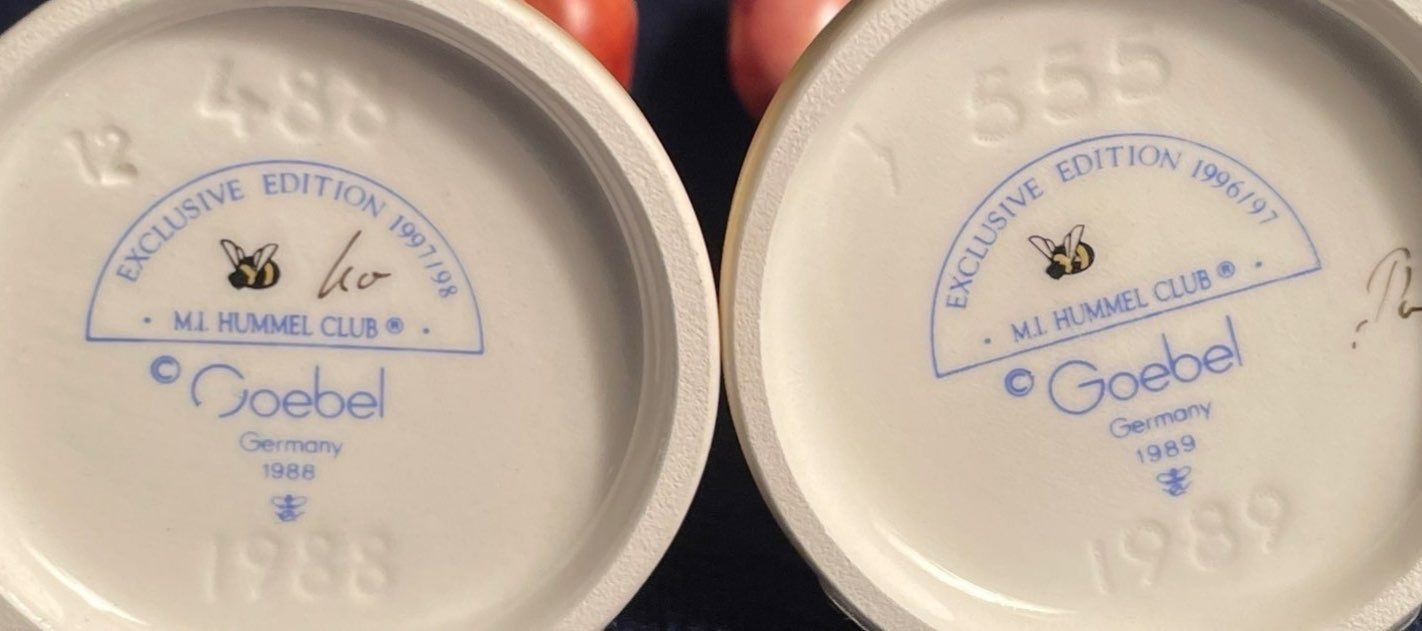 488
12
EXCLUSIVE EDITION 1997/98
ko
· M.I. HUMMEL CLUB® ·
© Goebel
Germany
1988
1988
555
EXCLUSIVE EDITION 1996/97
· M.I. HUMMEL CLUB® ·
© Goebel
Germany
1989
1989